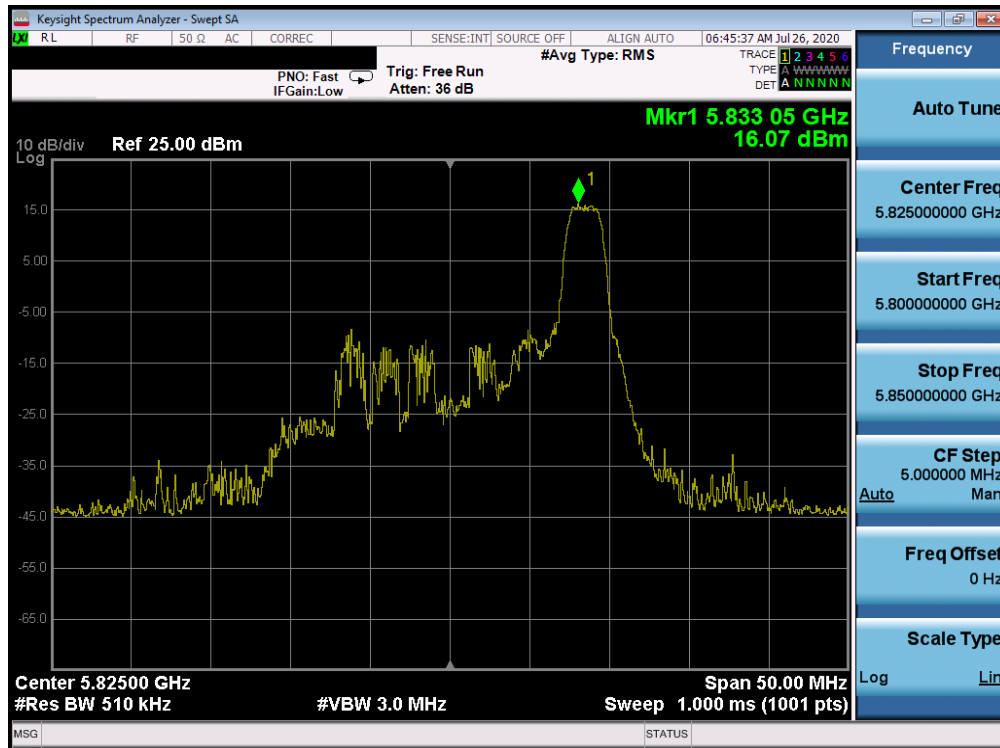 Keysight Spectrum Analyzer - Swept SA
LXI RL RF 50 Ω AC CORREC SENSE:INT SOURCE OFF ALIGN AUTO 06:45:37 AM Jul 26, 2020
PNO: Fast Trig: Free Run #Avg Type: RMS TRACE 1 2 3 4 5 6
IFGain:Low Atten: 36 dB TYPE A WWWWW
DET A N N N N N
Mkr1 5.833 05 GHz
16.07 dBm
10 dB/div Ref 25.00 dBm
Log
1
15.0
5.00
-5.00
-15.0
-25.0
-35.0
-45.0
-55.0
-65.0
Center 5.82500 GHz Span 50.00 MHz
#Res BW 510 kHz #VBW 3.0 MHz Sweep 1.000 ms (1001 pts)
MSG STATUS
Frequency
Auto Tune
Center Freq
5.825000000 GHz
Start Freq
5.800000000 GHz
Stop Freq
5.850000000 GHz
CF Step
5.000000 MHz
Auto Man
Freq Offset
0 Hz
Scale Type
Log Lin